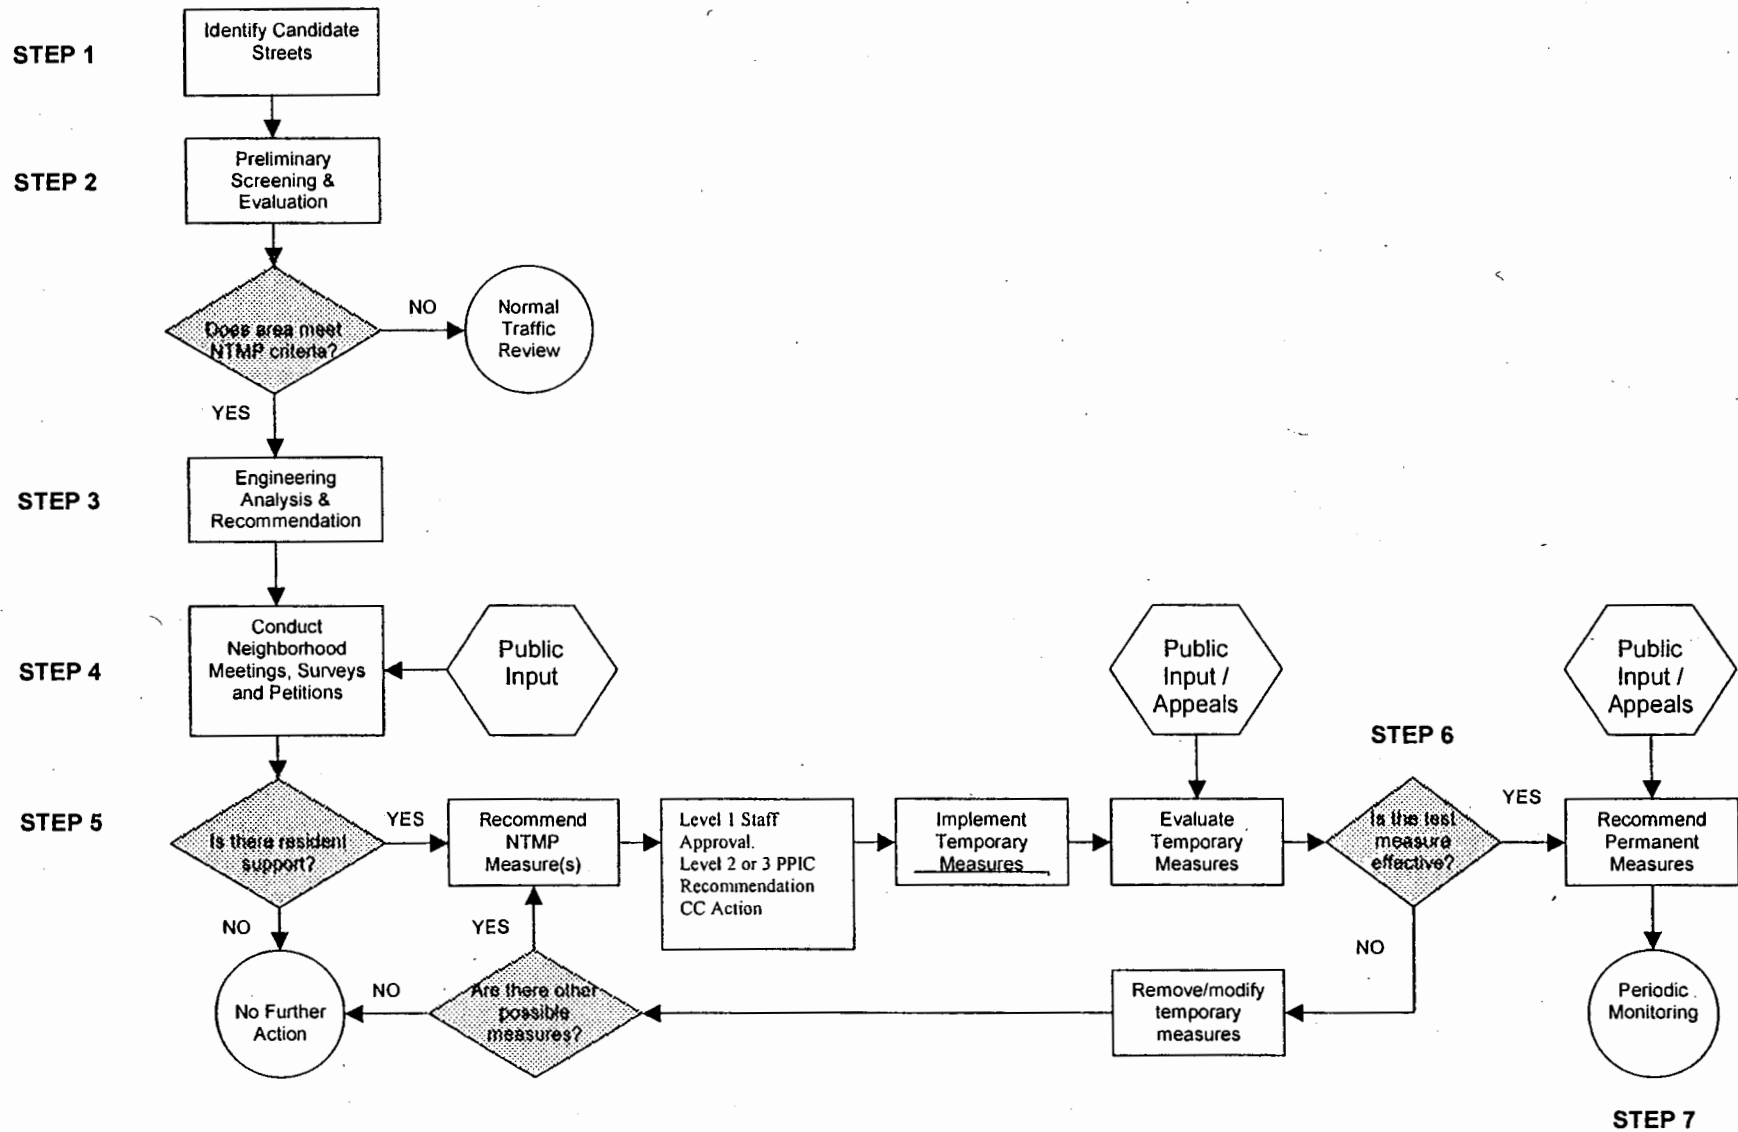 STEP 1
Identify Candidate
Streets
STEP 2
Preliminary
Screening &
Evaluation
Does area meet
NTMP criteria?
NO
Normal
Traffic
Review
YES
STEP 3
Engineering
Analysis &
Recommendation
STEP 4
Conduct
Neighborhood
Meetings, Surveys
and Petitions
Public
Input
Public
Input /
Appeals
Public
Input /
Appeals
STEP 5
Is there resident
support?
YES
Recommend
NTMP
Measure(s)
Level 1 Staff
Approval.
Level 2 or 3 PPIC
Recommendation
CC Action
Implement
Temporary
Measures
Evaluate
Temporary
Measures
STEP 6
Is the test
measure
effective?
YES
Recommend
Permanent
Measures
NO
No Further
Action
NO
Are there other
possible
measures?
YES
Remove/modify
temporary
measures
NO
Periodic
Monitoring
STEP 7